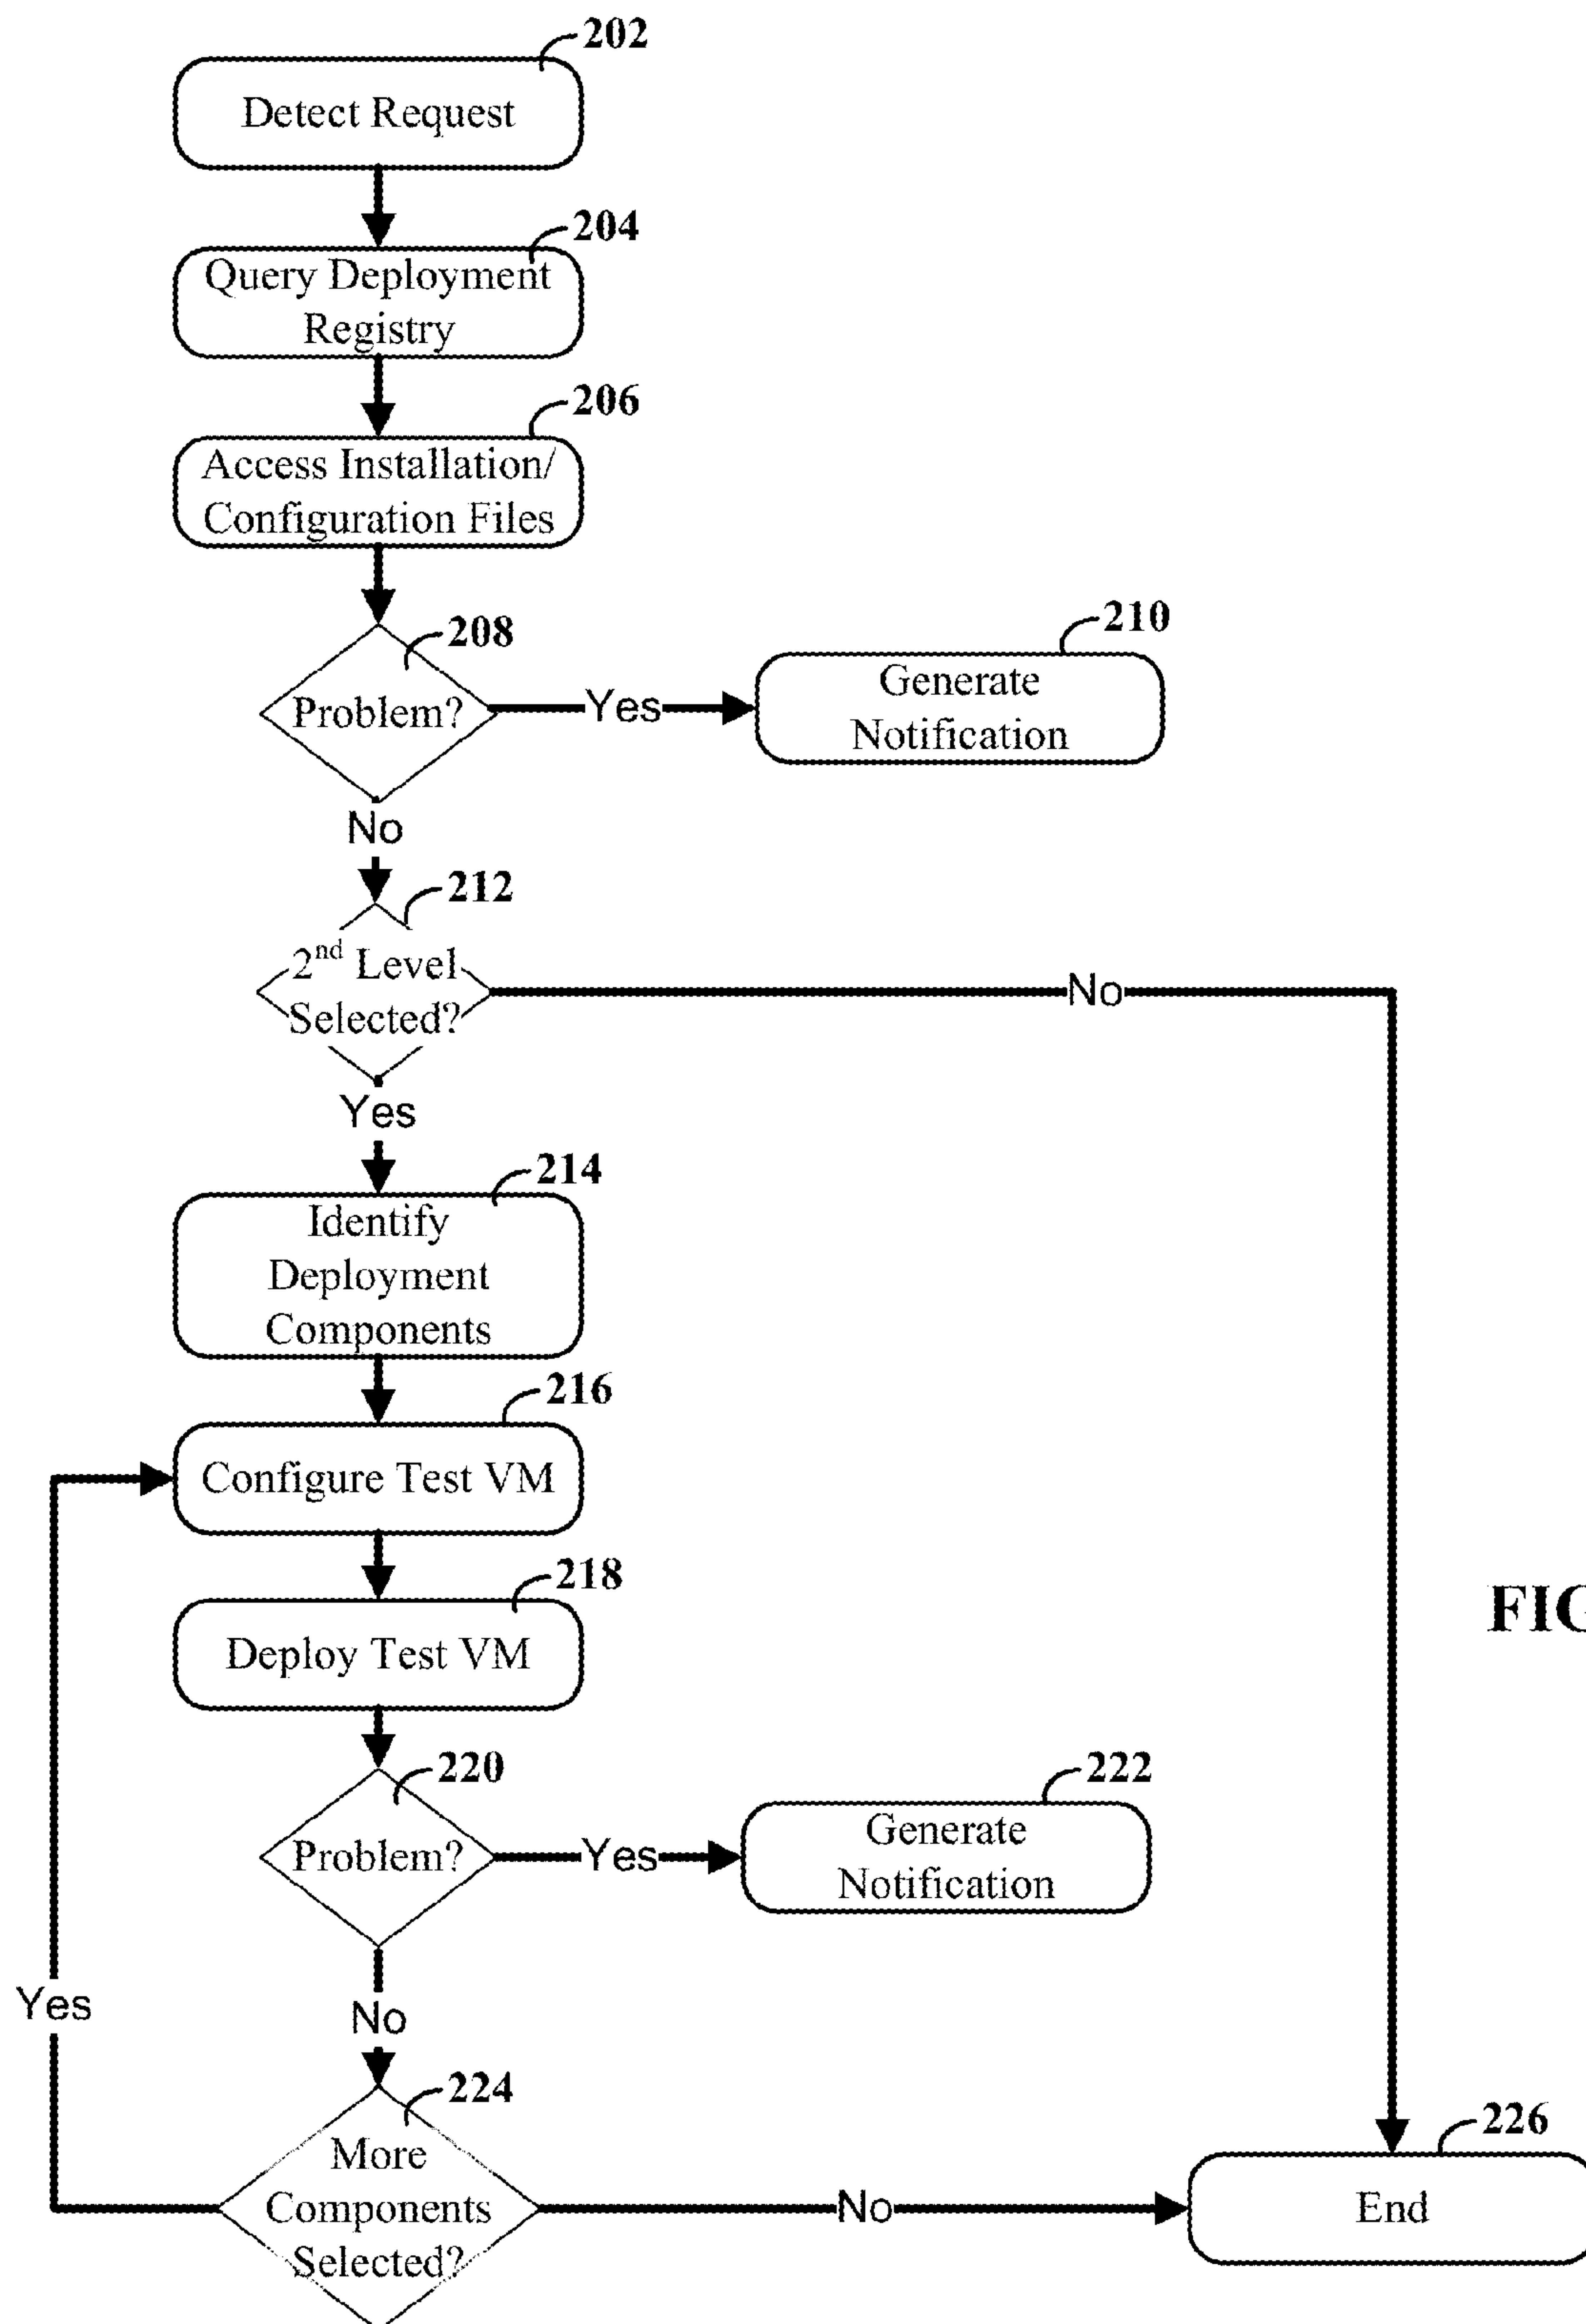 202
Detect Request
204
Query Deployment
Registry
206
Access Installation/
Configuration Files
208
Problem?
Yes
210
Generate
Notification
No
212
2nd Level
Selected?
No
Yes
214
Identify
Deployment
Components
216
Configure Test VM
218
Deploy Test VM
FIG
220
Problem?
Yes
222
Generate
Notification
Yes
No
224
More
Components
Selected?
No
226
End